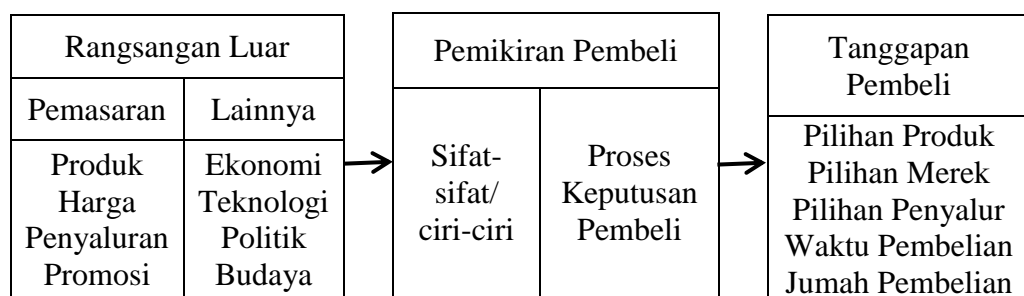 Rangsangan Luar
Pemasaran
Lainnya
Produk
Harga
Penyaluran
Promosi
Ekonomi
Teknologi
Politik
Budaya
Pemikiran Pembeli
Sifat-
sifat/
ciri-ciri
Proses
Keputusan
Pembeli
Tanggapan
Pembeli
Pilihan Produk
Pilihan Merek
Pilihan Penyalur
Waktu Pembelian
Jumah Pembelian